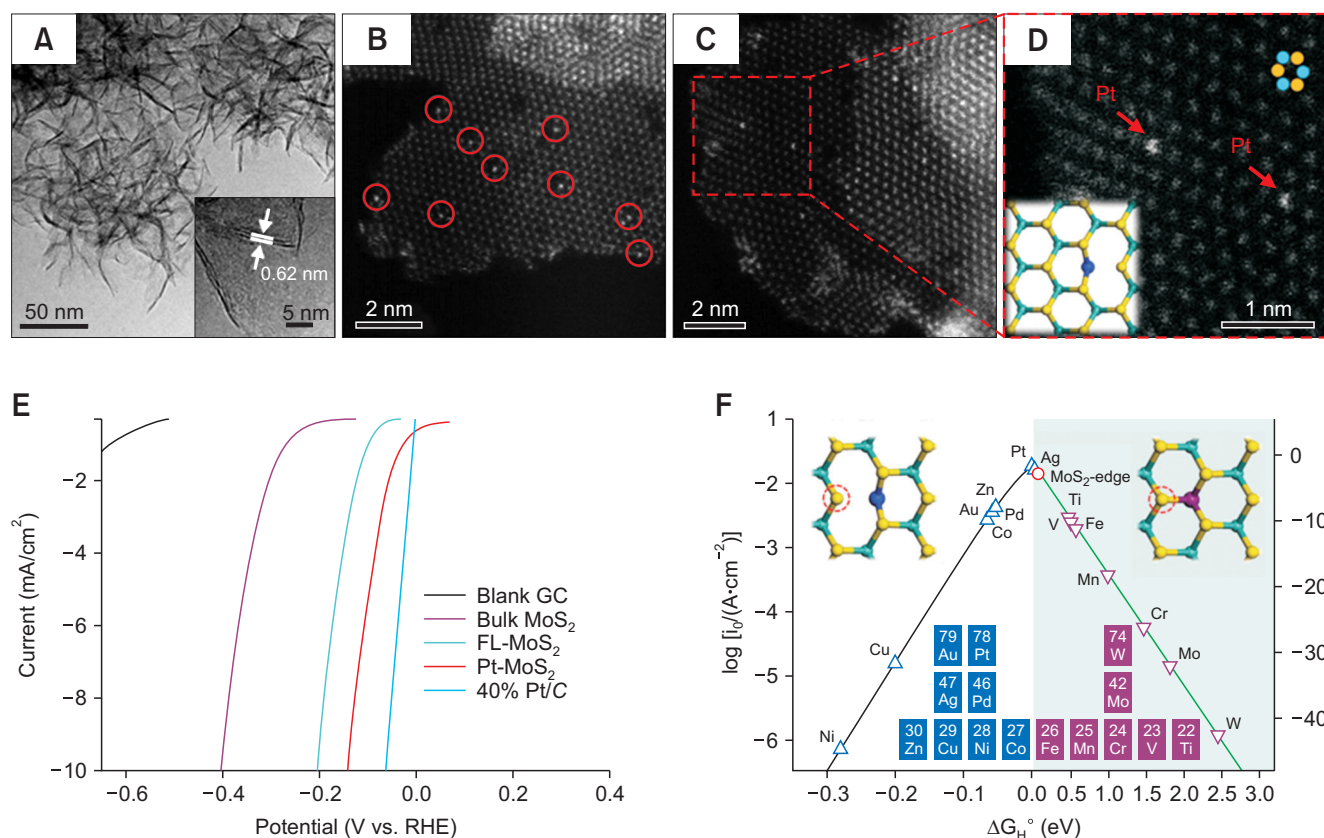 A
50 nm
0.62 nm
5 nm
B
2 nm
C
2 nm
D
Pt
Pt
1 nm
E
Current (mA/cm²)
−2
−4
−6
−8
−10
−0.6 −0.4 −0.2 0.0 0.2 0.4
Potential (V vs. RHE)
Blank GC
Bulk MoS₂
FL-MoS₂
Pt-MoS₂
40% Pt/C
F
log [i₀/(A·cm⁻²)]
1
−2
−2
−3
−4
−5
−6
0
−10
−20
−30
−40
Pt Ag
MoS₂-edge
Zn
Au Pd
Co
Ti
V Fe
Mn
Cr
Cu
Mo
Ni
W
79 78 74
Au Pt W
47 46 42
Ag Pd Mo
30 29 28 27 26 25 24 23 22
Zn Cu Ni Co Fe Mn Cr V Ti
−0.3 −0.2 −0.1 0.0 0.5 1.0 1.5 2.0 2.5 3.0
ΔG_H° (eV)